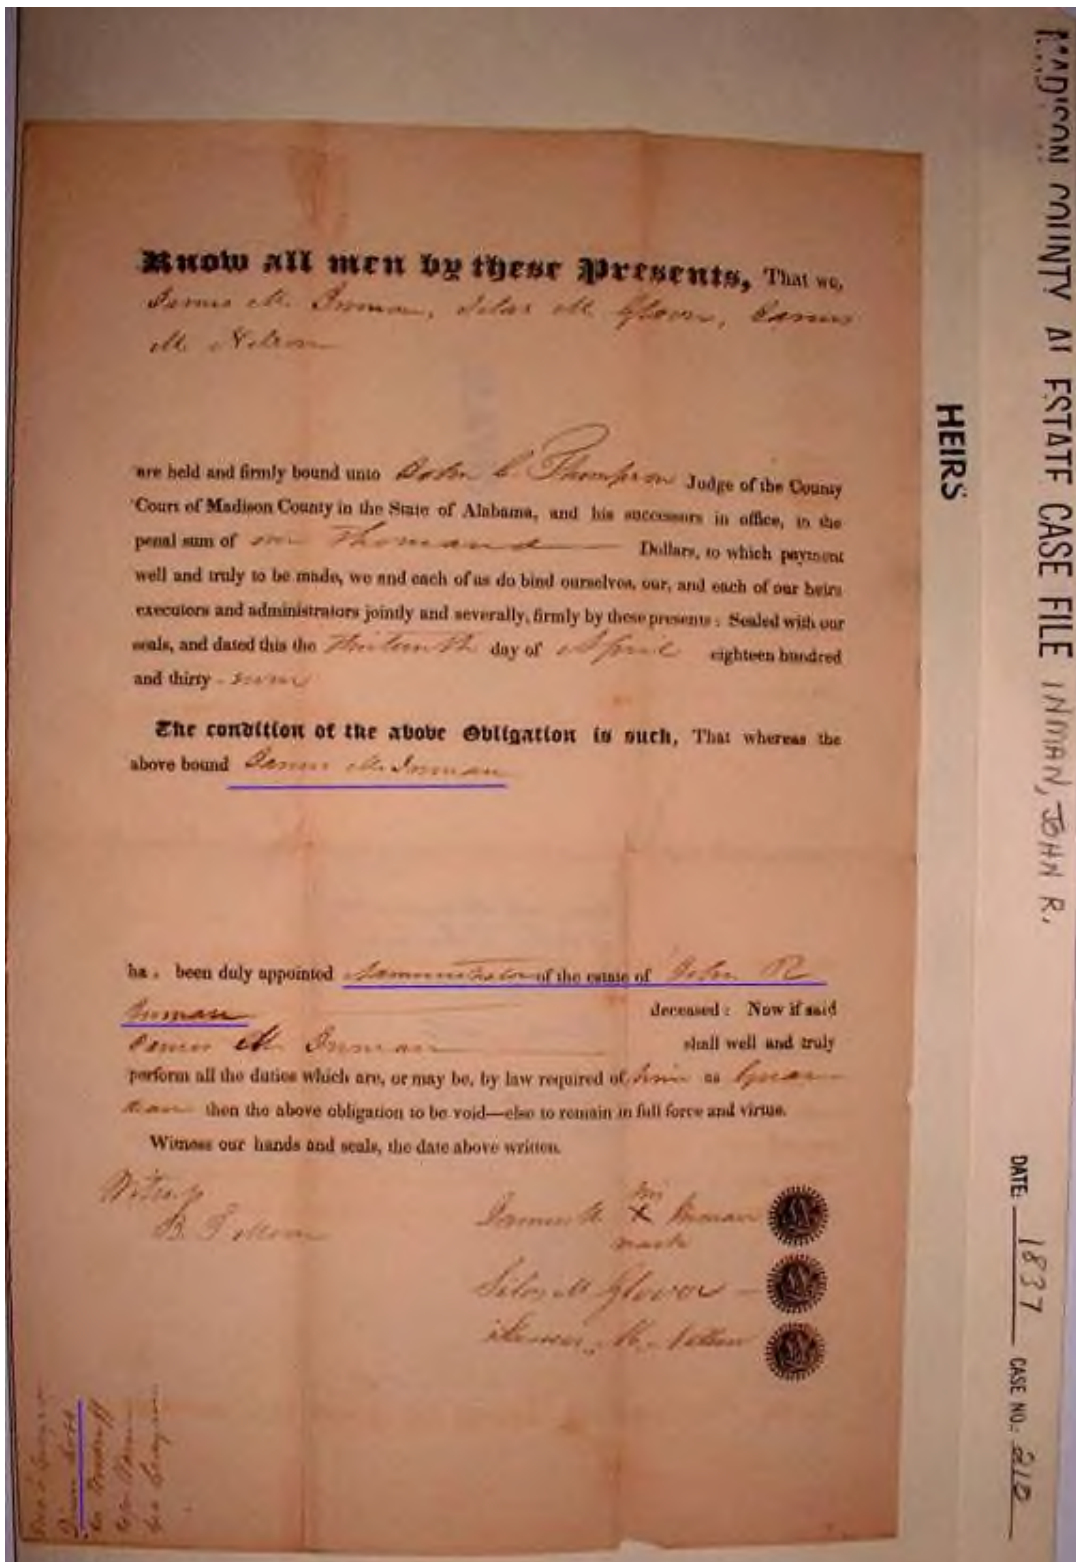 Know all men by these Presents, That we,
James M. Inman, Silas M. Glover, James
M. Nelson
are held and firmly bound unto John C Thompson Judge of the County
Court of Madison County in the State of Alabama, and his successors in office, in the
penal sum of one Thousand Dollars, to which payment
well and truly to be made, we and each of us do bind ourselves, our, and each of our heirs
executors and administrators jointly and severally, firmly by these presents: Sealed with our
seals, and dated this the day of April eighteen hundred
and thirty-seven
The condition of the above Obligation is such, That whereas the
above bound James M. Inman
ha been duly appointed of the estate of John R
Inman deceased: Now if said
James M. Inman shall well and truly
perform all the duties which are, or may be, by law required of him as Guar
dian then the above obligation to be void—else to remain in full force and virtue.
Witness our hands and seals, the date above written.
Witness
James M. his X Inman
mark
Silas M Glover
James M. Nelson
HEIRS
MADISON COUNTY Al ESTATE CASE FILE INMAN, JOHN R.
DATE: 1837 CASE NO.: 210